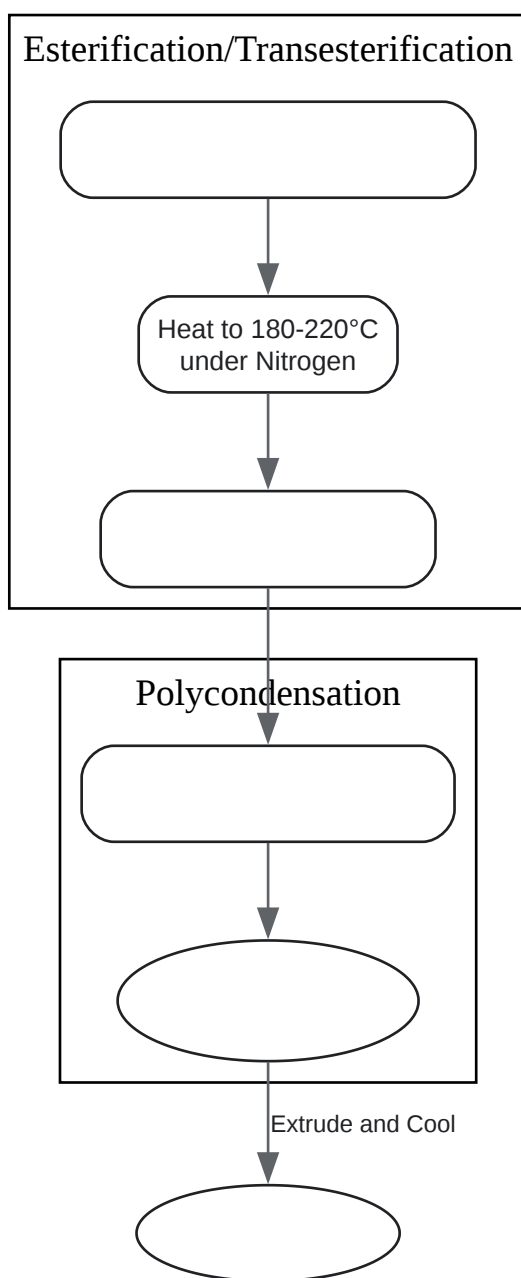 Esterification/Transesterification
Heat to 180-220°C
under Nitrogen
Polycondensation
Extrude and Cool